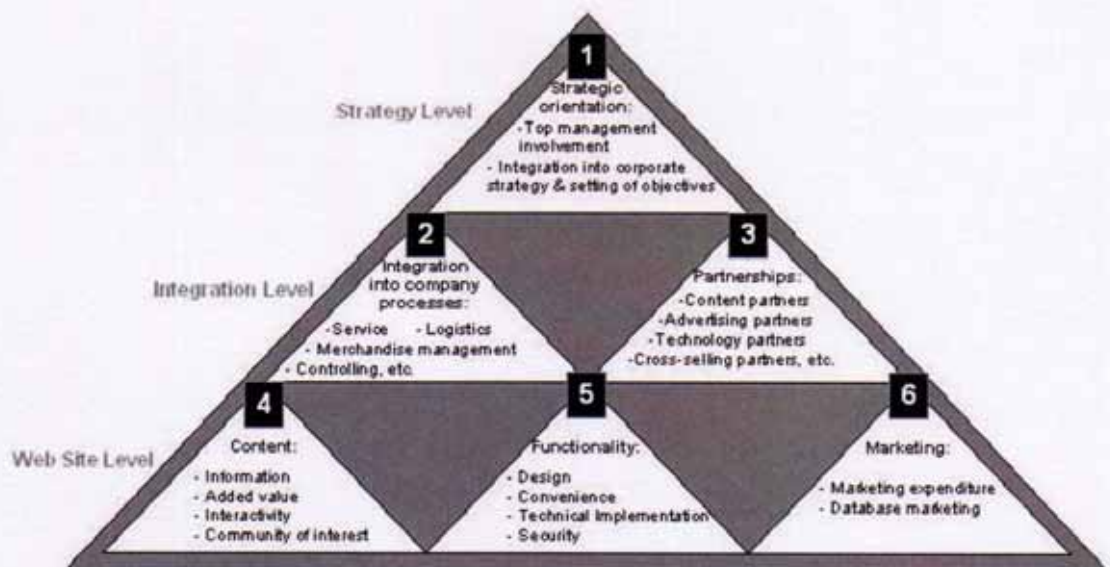 1
Strategic
orientation:
Strategy Level
-Top management
involvement
- Integration into corporate
strategy & setting of objectives
2
Integration
into company
processes:
Integration Level
-Service - Logistics
- Merchandise management
- Controlling, etc.
3
Partnerships:
-Content partners
-Advertising partners
-Technology partners
-Cross-selling partners, etc.
Web Site Level
4
Content:
- Information
- Added value
- Interactivity
- Community of interest
5
Functionality:
- Design
- Convenience
- Technical Implementation
- Security
6
Marketing:
- Marketing expenditure
- Database marketing